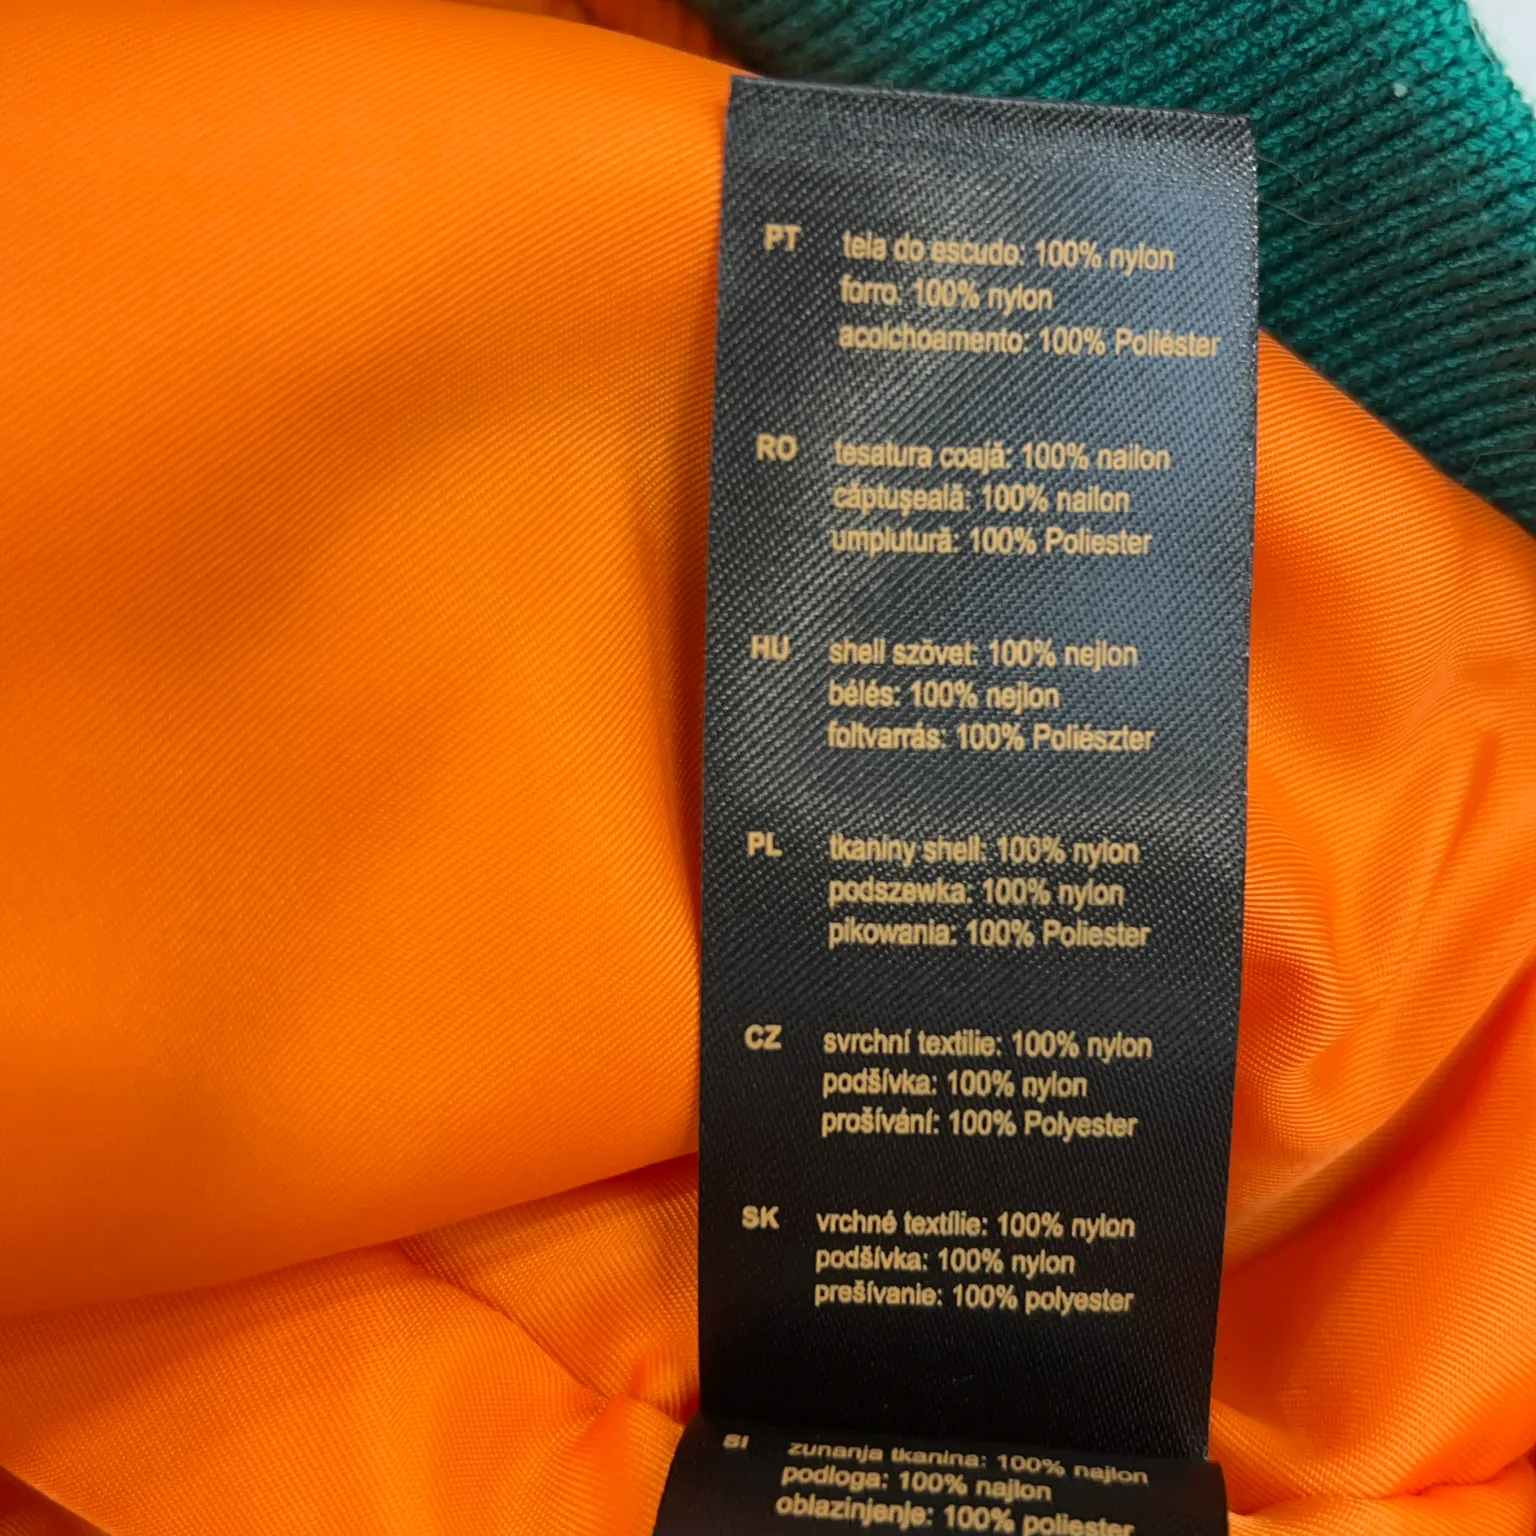 PT tela do escudo: 100% nylon
forro: 100% nylon
acolchoamento: 100% Poliéster
RO tesatura coajă: 100% nailon
căptuşeală: 100% nailon
umplutură: 100% Poliester
HU shell szövet: 100% nejlon
bélés: 100% nejlon
foltvarrás: 100% Poliészter
PL tkaniny shell: 100% nylon
podszewka: 100% nylon
pikowania: 100% Poliester
CZ svrchní textílie: 100% nylon
podšívka: 100% nylon
prošívání: 100% Polyester
SK vrchné textílie: 100% nylon
podšívka: 100% nylon
prešívanie: 100% polyester
SI zunanja tkanina: 100% najlon
podloga: 100% najlon
oblazinjenje: 100% poliester